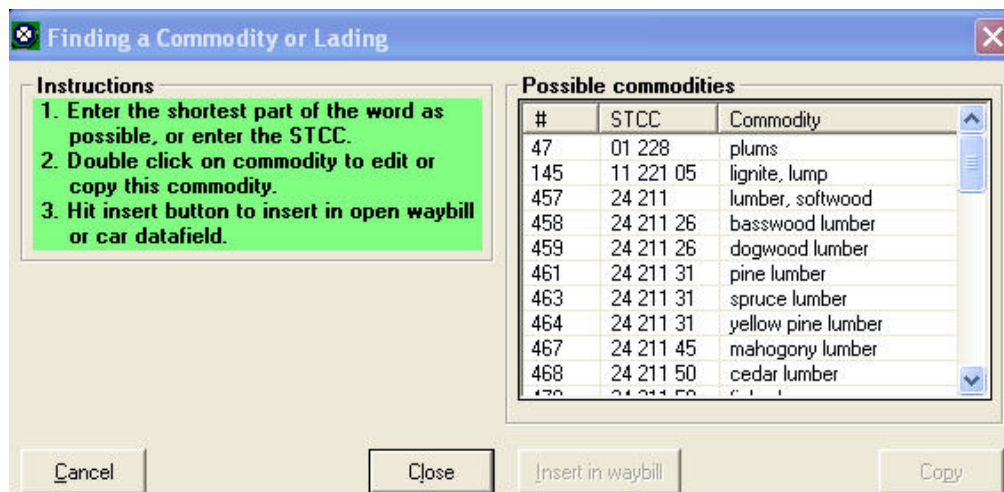 Finding a Commodity or Lading
Instructions
1. Enter the shortest part of the word as
possible, or enter the STCC.
2. Double click on commodity to edit or
copy this commodity.
3. Hit insert button to insert in open waybill
or car datafield.
Possible commodities
# STCC Commodity
47 01 228 plums
145 11 221 05 lignite, lump
457 24 211 lumber, softwood
458 24 211 26 basswood lumber
459 24 211 26 dogwood lumber
461 24 211 31 pine lumber
463 24 211 31 spruce lumber
464 24 211 31 yellow pine lumber
467 24 211 45 mahogony lumber
468 24 211 50 cedar lumber
Cancel Close Insert in waybill Copy